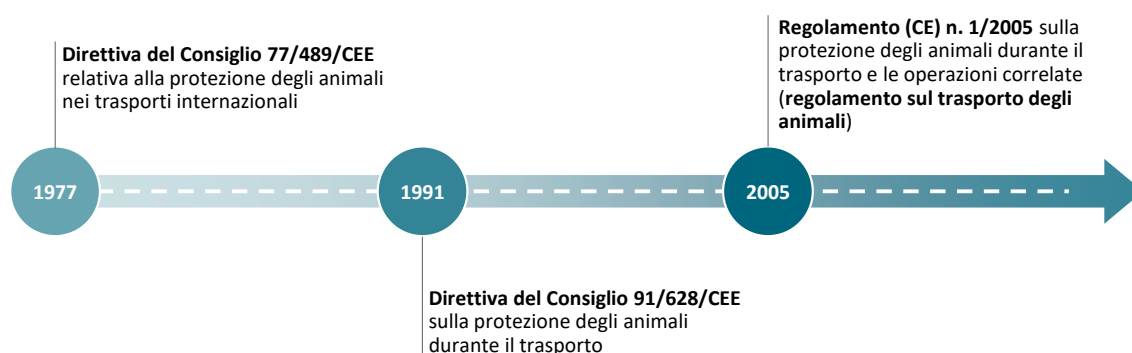 Direttiva del Consiglio 77/489/CEE
relativa alla protezione degli animali
nei trasporti internazionali
Regolamento (CE) n. 1/2005 sulla
protezione degli animali durante il
trasporto e le operazioni correlate
(regolamento sul trasporto degli
animali)
1977
1991
2005
Direttiva del Consiglio 91/628/CEE
sulla protezione degli animali
durante il trasporto